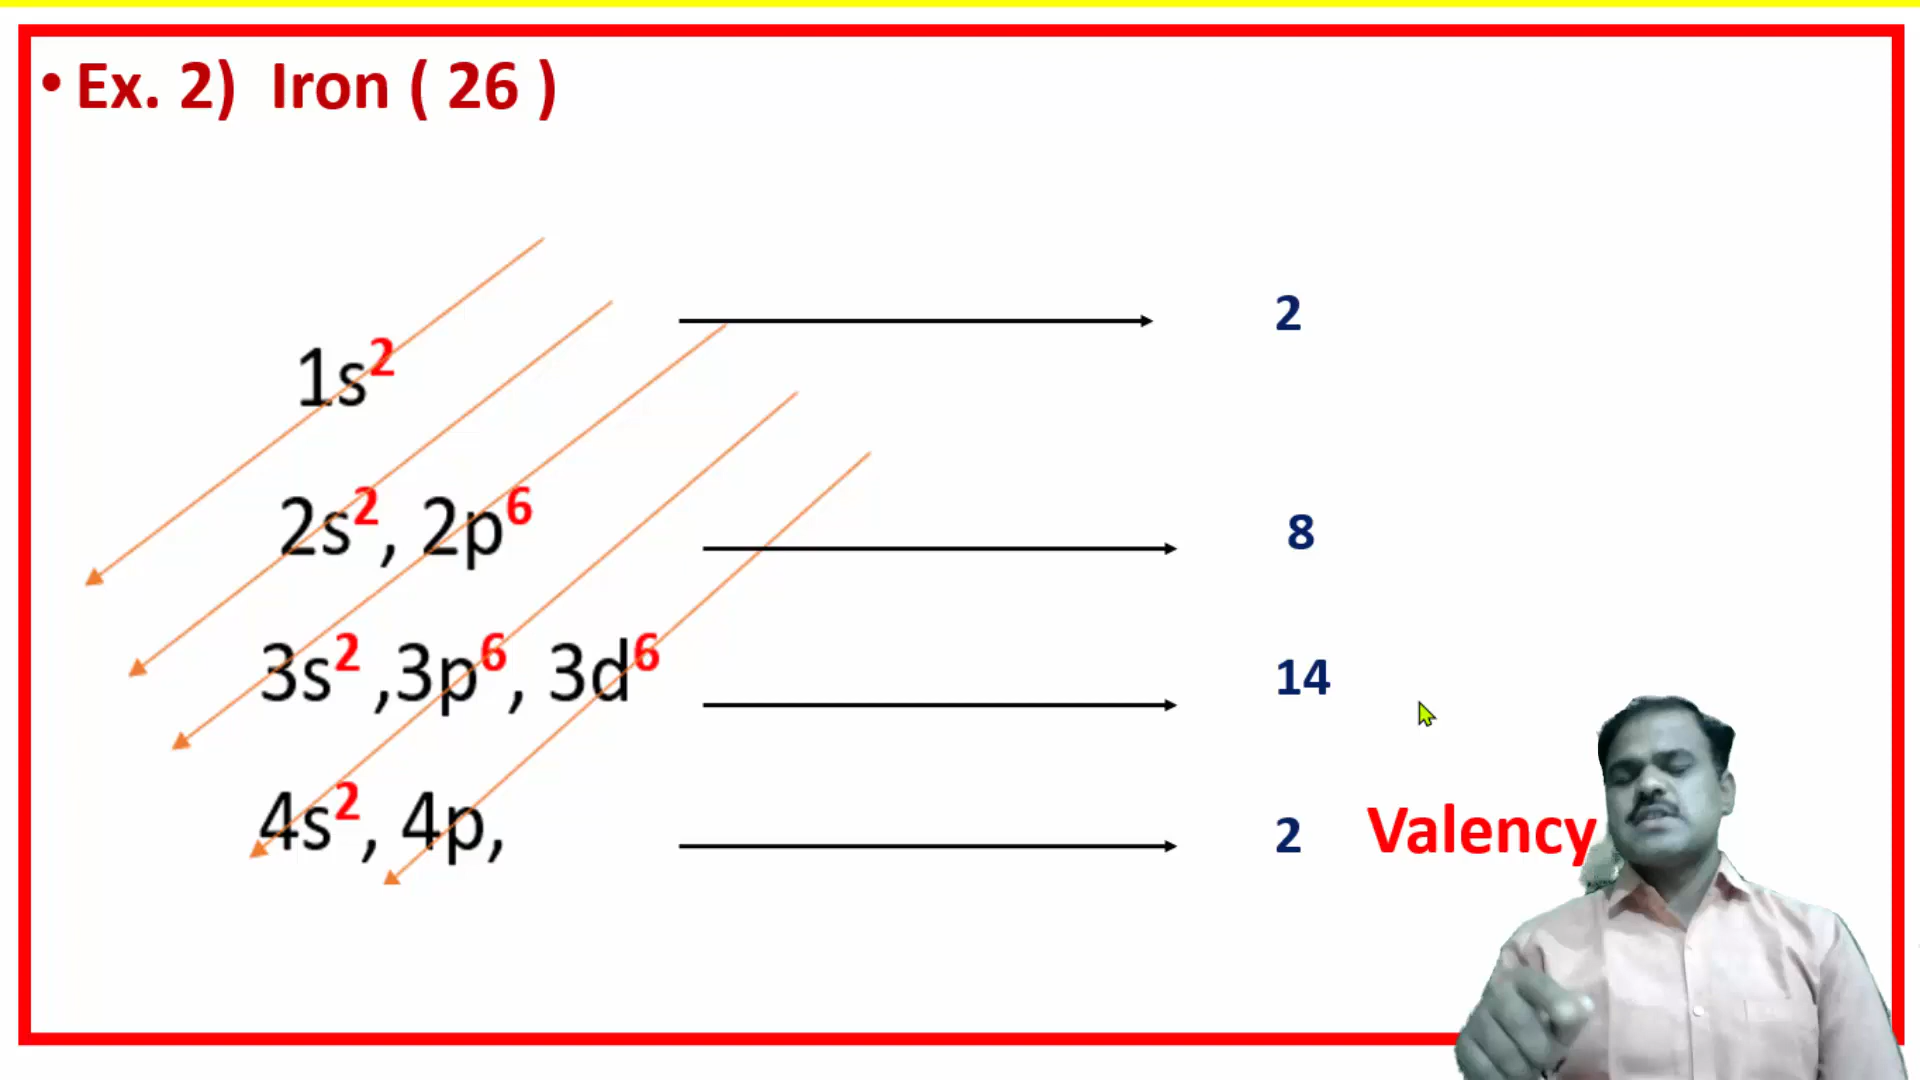 • Ex. 2) Iron ( 26 )
1s² 2
2s², 2p⁶ 8
3s² ,3p⁶, 3d⁶ 14
4s², 4p, 2 Valency